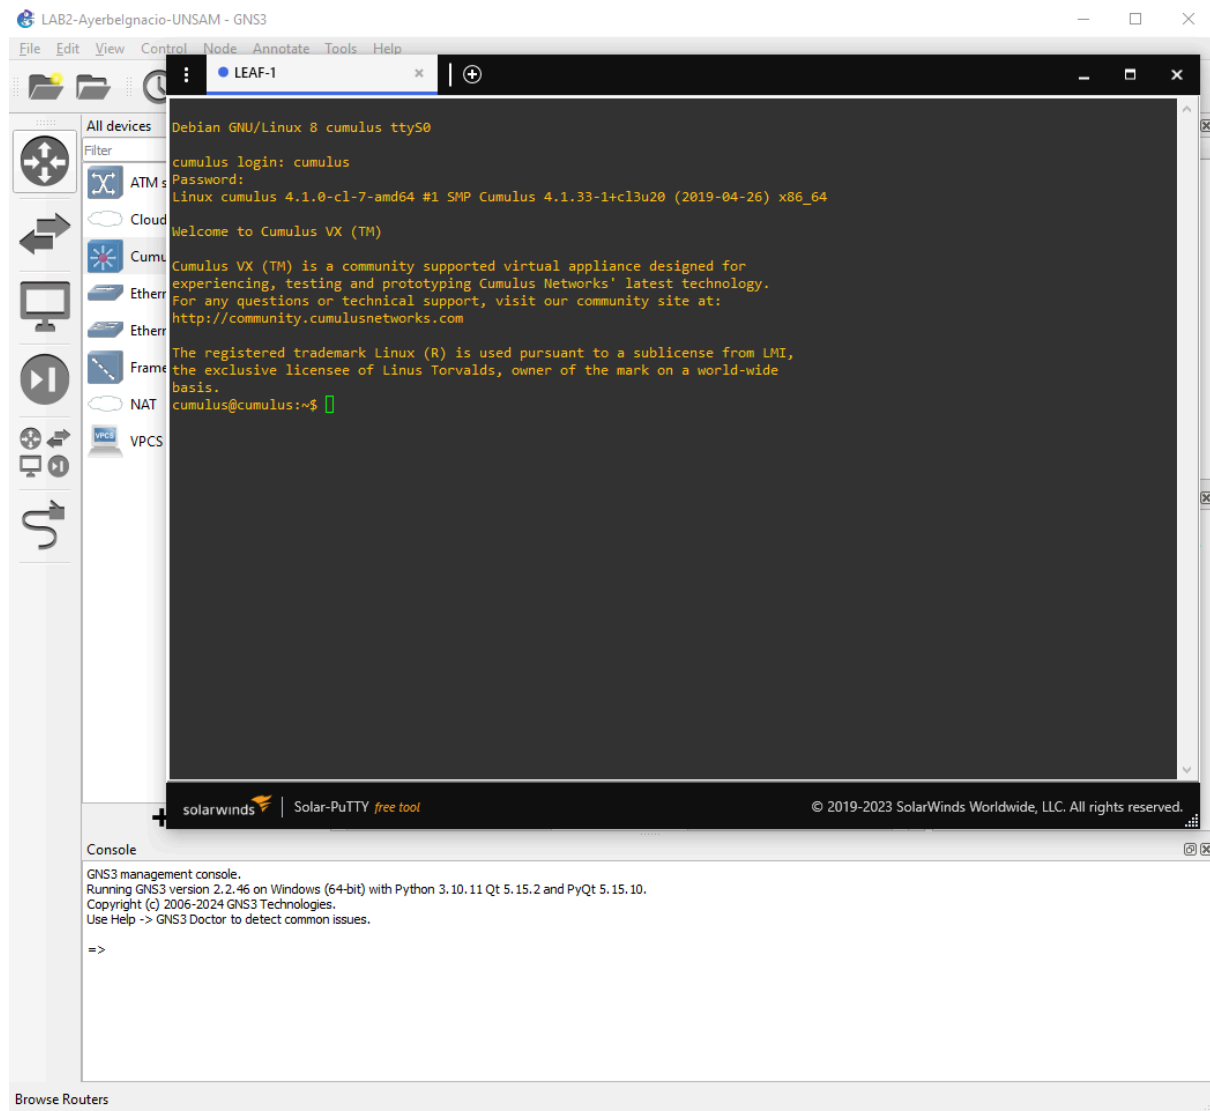 LAB2-AyerbeIgnacio-UNSAM - GNS3
File Edit View Control Node Annotate Tools Help
LEAF-1
All devices
Filter
ATM s
Cloud
Cumu
Ethern
Ethern
Frame
NAT
VPCS
Debian GNU/Linux 8 cumulus ttyS0
cumulus login: cumulus
Password:
Linux cumulus 4.1.0-cl-7-amd64 #1 SMP Cumulus 4.1.33-1+cl3u20 (2019-04-26) x86_64
Welcome to Cumulus VX (TM)
Cumulus VX (TM) is a community supported virtual appliance designed for
experiencing, testing and prototyping Cumulus Networks' latest technology.
For any questions or technical support, visit our community site at:
http://community.cumulusnetworks.com
The registered trademark Linux (R) is used pursuant to a sublicense from LMI,
the exclusive licensee of Linus Torvalds, owner of the mark on a world-wide
basis.
cumulus@cumulus:~$
solarwinds Solar-PuTTY free tool © 2019-2023 SolarWinds Worldwide, LLC. All rights reserved.
Console
GNS3 management console.
Running GNS3 version 2.2.46 on Windows (64-bit) with Python 3.10.11 Qt 5.15.2 and PyQt 5.15.10.
Copyright (c) 2006-2024 GNS3 Technologies.
Use Help -> GNS3 Doctor to detect common issues.
=>
Browse Routers